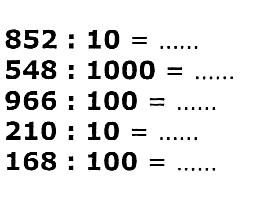 852 : 10 = ......
548 : 1000 = ......
966 : 100 = ......
210 : 10 = ......
168 : 100 = ......